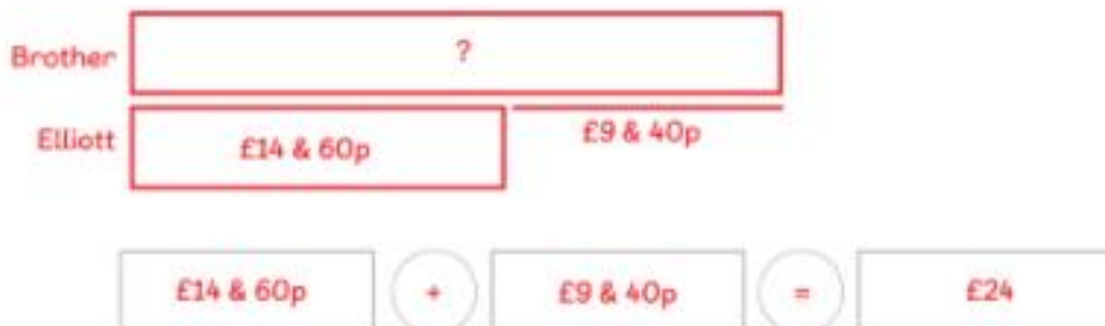 Brother ?
Elliott £14 & 60p £9 & 40p
£14 & 60p + £9 & 40p = £24